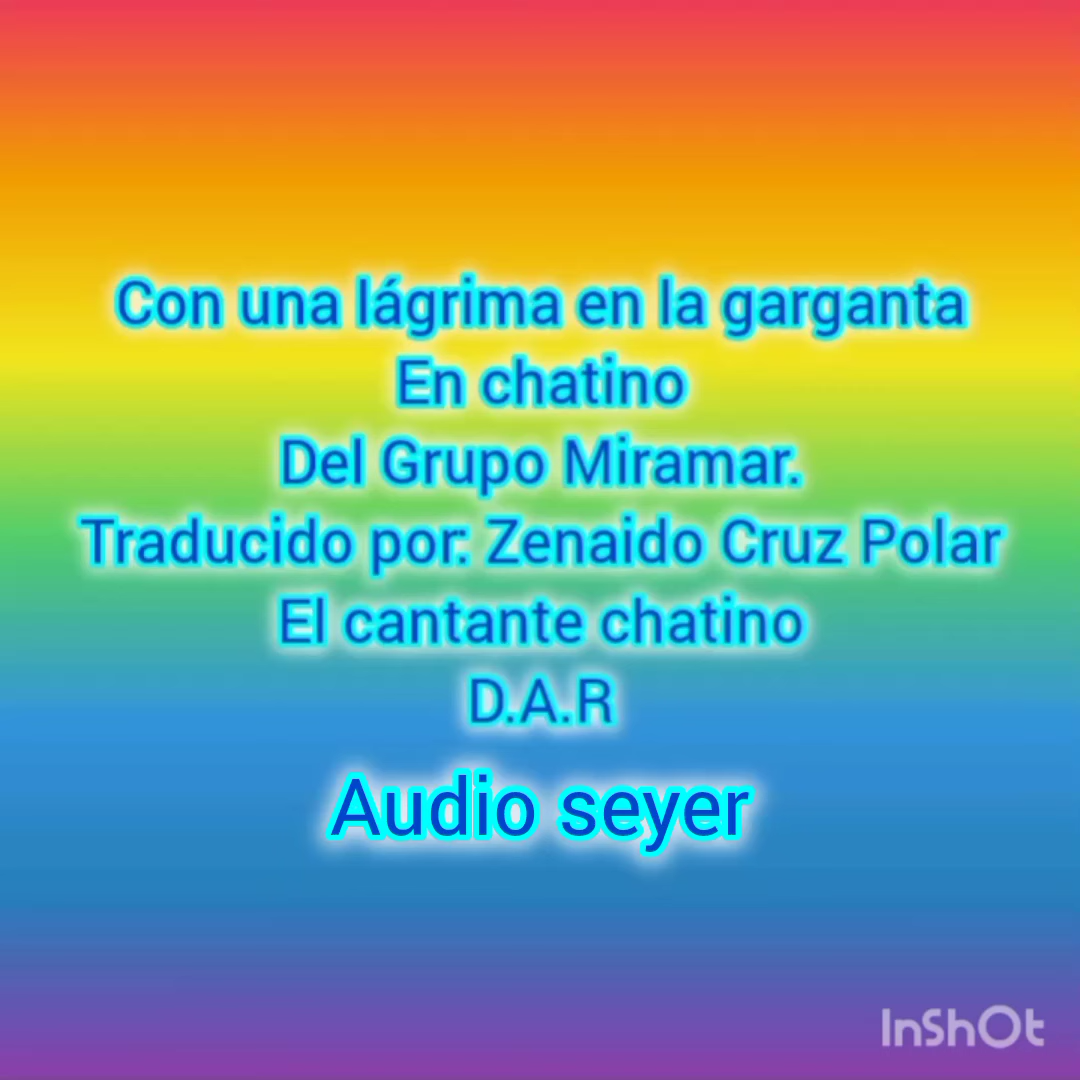 Con una lágrima en la garganta
En chatino
Del Grupo Miramar.
Traducido por: Zenaido Cruz Polar
El cantante chatino
D.A.R
Audio seyer
InShOt